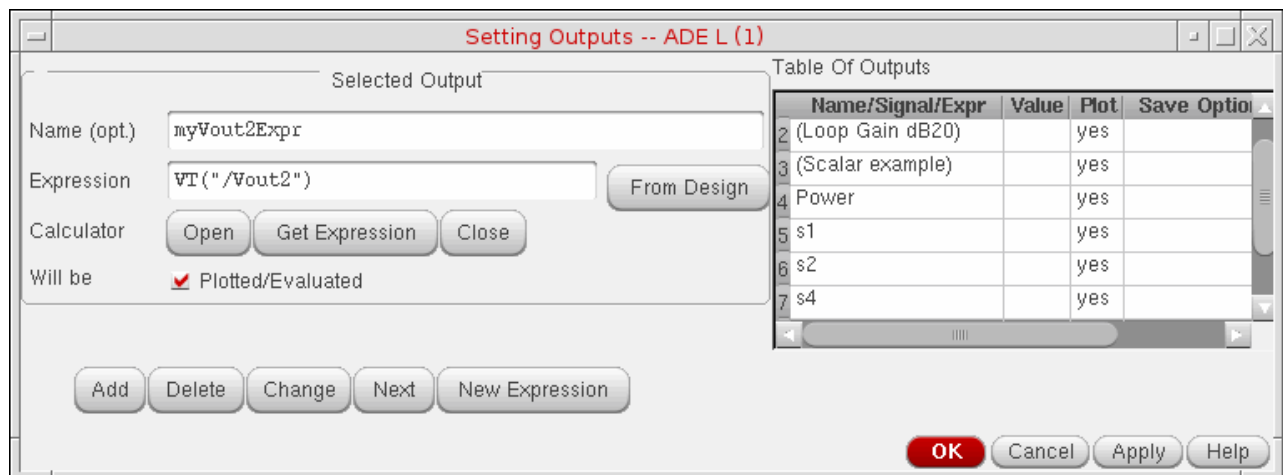 Setting Outputs -- ADE L (1)
Selected Output
Name (opt.) myVout2Expr
Expression VT("/Vout2") From Design
Calculator Open Get Expression Close
Will be Plotted/Evaluated
Table Of Outputs
Name/Signal/Expr Value Plot Save Option
2 (Loop Gain dB20) yes
3 (Scalar example) yes
4 Power yes
5 s1 yes
6 s2 yes
7 s4 yes
Add Delete Change Next New Expression
OK Cancel Apply Help